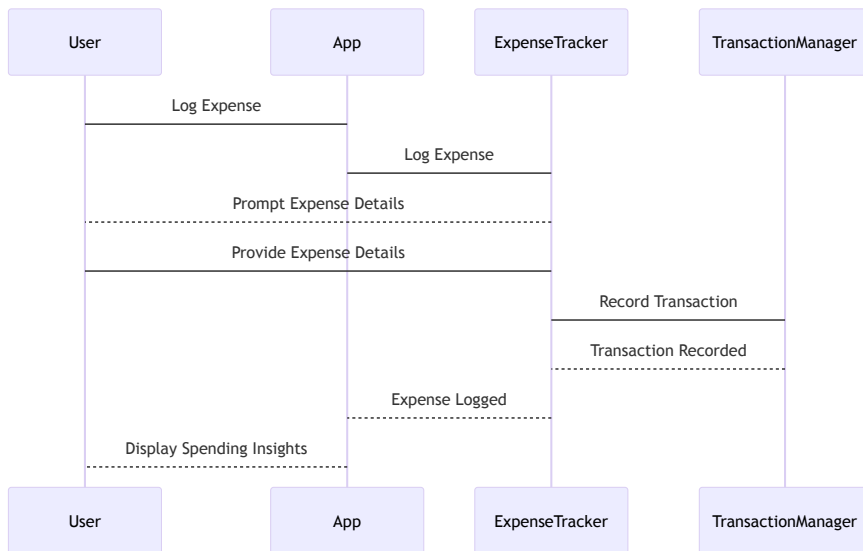 User App ExpenseTracker TransactionManager
Log Expense
Log Expense
Prompt Expense Details
Provide Expense Details
Record Transaction
Transaction Recorded
Expense Logged
Display Spending Insights
User App ExpenseTracker TransactionManager